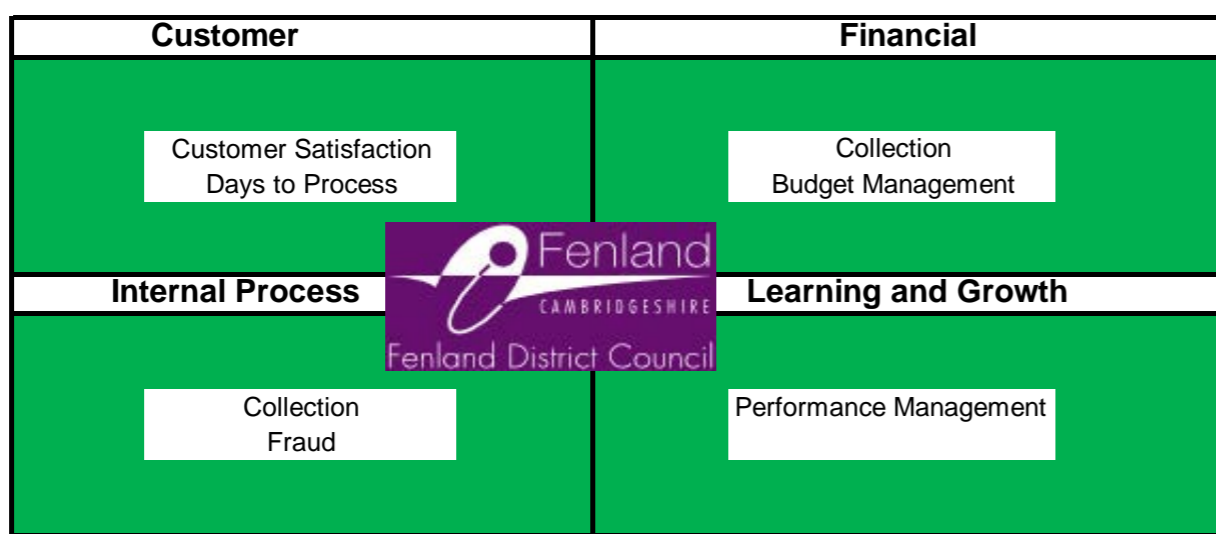 Customer
Financial
Customer Satisfaction
Days to Process
Collection
Budget Management
Fenland
CAMBRIDGESHIRE
Fenland District Council
Internal Process
Learning and Growth
Collection
Fraud
Performance Management